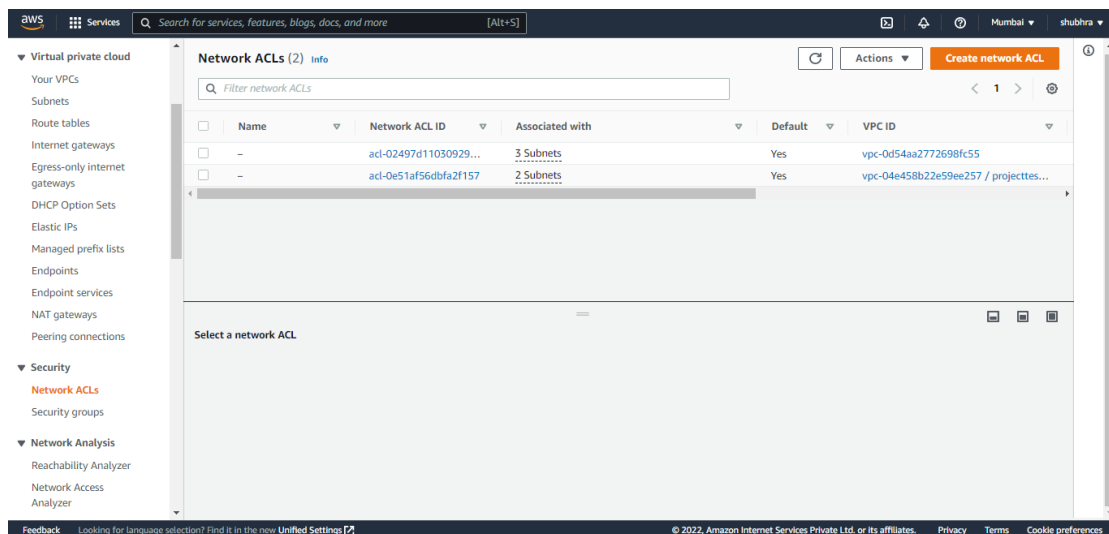 aws Services Search for services, features, blogs, docs, and more [Alt+S] Mumbai shubhra
Virtual private cloud
Your VPCs
Subnets
Route tables
Internet gateways
Egress-only internet
gateways
DHCP Option Sets
Elastic IPs
Managed prefix lists
Endpoints
Endpoint services
NAT gateways
Peering connections
Security
Network ACLs
Security groups
Network Analysis
Reachability Analyzer
Network Access
Analyzer
Network ACLs (2) Info Actions Create network ACL
Filter network ACLs 1
Name Network ACL ID Associated with Default VPC ID
– acl-02497d11030929... 3 Subnets Yes vpc-0d54aa2772698fc55
– acl-0e51af56dbfa2f157 2 Subnets Yes vpc-04e458b22e59ee257 / projecttes...
Select a network ACL
Feedback Looking for language selection? Find it in the new Unified Settings © 2022, Amazon Internet Services Private Ltd. or its affiliates. Privacy Terms Cookie preferences